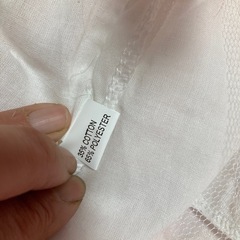 35% COTTON
65% POLYESTER